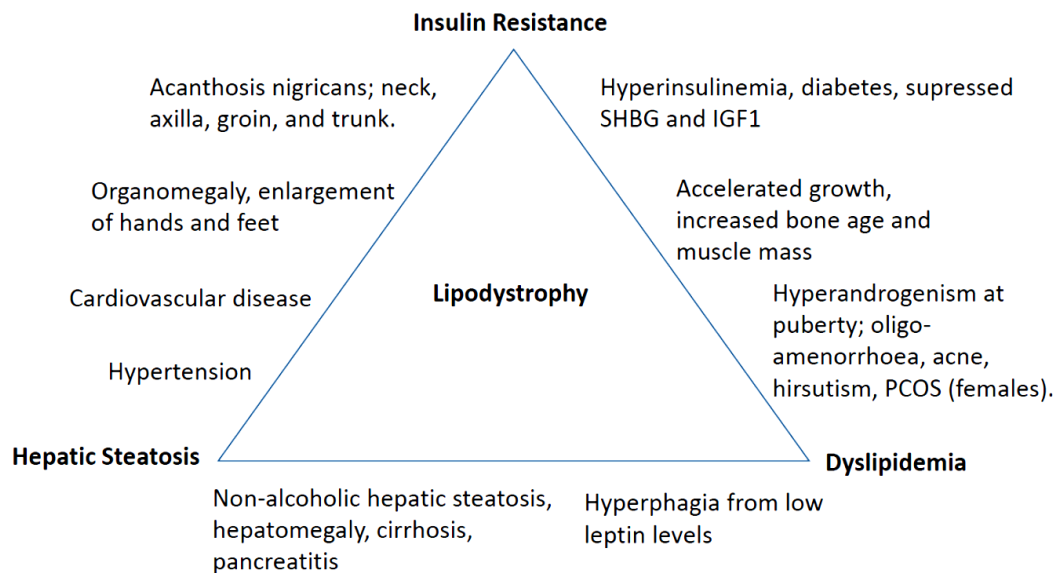 Insulin Resistance
Acanthosis nigricans; neck,
axilla, groin, and trunk.
Hyperinsulinemia, diabetes, supressed
SHBG and IGF1
Organomegaly, enlargement
of hands and feet
Accelerated growth,
increased bone age and
muscle mass
Cardiovascular disease
Lipodystrophy
Hyperandrogenism at
puberty; oligo-
amenorrhoea, acne,
hirsutism, PCOS (females).
Hypertension
Hepatic Steatosis
Dyslipidemia
Non-alcoholic hepatic steatosis,
hepatomegaly, cirrhosis,
pancreatitis
Hyperphagia from low
leptin levels